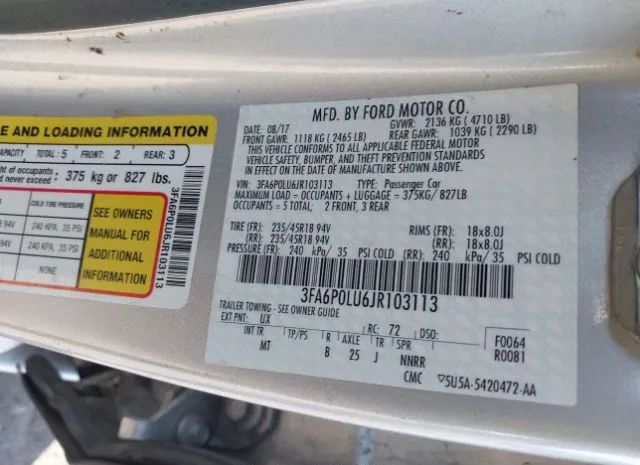 E AND LOADING INFORMATION
CAPACITY TOTAL: 5 FRONT: 2 REAR: 3
ght of occupants :
d never exceed : 375 kg or 827 lbs.
COLD TIRE PRESSURE
94V 240 KPA, 35 PSI
94V 240 KPA, 35 PSI
NONE
SEE OWNERS
MANUAL FOR
ADDITIONAL
INFORMATION
3FA6P0LU6JR103113
MFD. BY FORD MOTOR CO.
DATE: 08/17 GVWR: 2136 KG ( 4710 LB)
FRONT GAWR: 1118 KG ( 2465 LB) REAR GAWR: 1039 KG ( 2290 LB)
THIS VEHICLE CONFORMS TO ALL APPLICABLE FEDERAL MOTOR
VEHICLE SAFETY, BUMPER, AND THEFT PREVENTION STANDARDS IN
EFFECT ON THE DATE OF MANUFACTURE SHOWN ABOVE.
VIN: 3FA6P0LU6JR103113 TYPE: Passenger Car
MAXIMUM LOAD = OCCUPANTS + LUGGAGE = 375KG/ 827LB
OCCUPANTS = 5 TOTAL; 2 FRONT, 3 REAR
TIRE: (FR): 235/45R18 94V RIMS (FR): 18x8.0J
(RR): 235/45R18 94V (RR): 18x8.0J
PRESSURE (FR): 240 kPa/ 35 PSI COLD (RR): 240 kPa/ 35 PSI COLD
3FA6P0LU6JR103113
TRAILER TOWING - SEE OWNER GUIDE
EXT PNT: UX RC: 72 DSO: F0064
INT TR TP/PS R AXLE TR SPR R0081
MT B 25 J NNRR
CMC 5U5A-5420472-AA